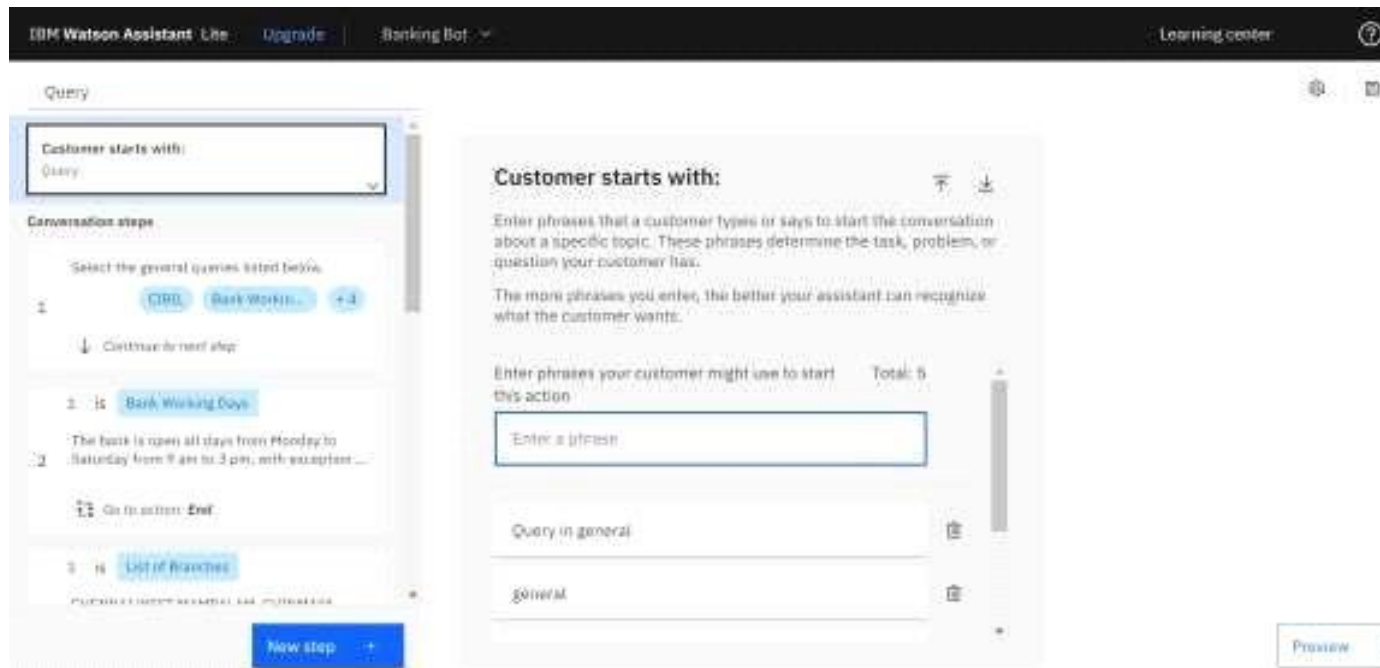 IBM Watson Assistant Lite Upgrade Banking Bot Learning center
Query
Customer starts with:
Query
Conversation steps
Select the general queries listed below.
1 CIBIL Bank Workin... + 4
Continue to next step
1 is Bank Working Days
2 The bank is open all days from Monday to
Saturday from 9 am to 3 pm, with exception ...
Go to action: End
1 is List of Branches
New step +
Customer starts with:
Enter phrases that a customer types or says to start the conversation
about a specific topic. These phrases determine the task, problem, or
question your customer has.
The more phrases you enter, the better your assistant can recognize
what the customer wants.
Enter phrases your customer might use to start Total: 5
this action
Enter a phrase
Query in general
general
Preview